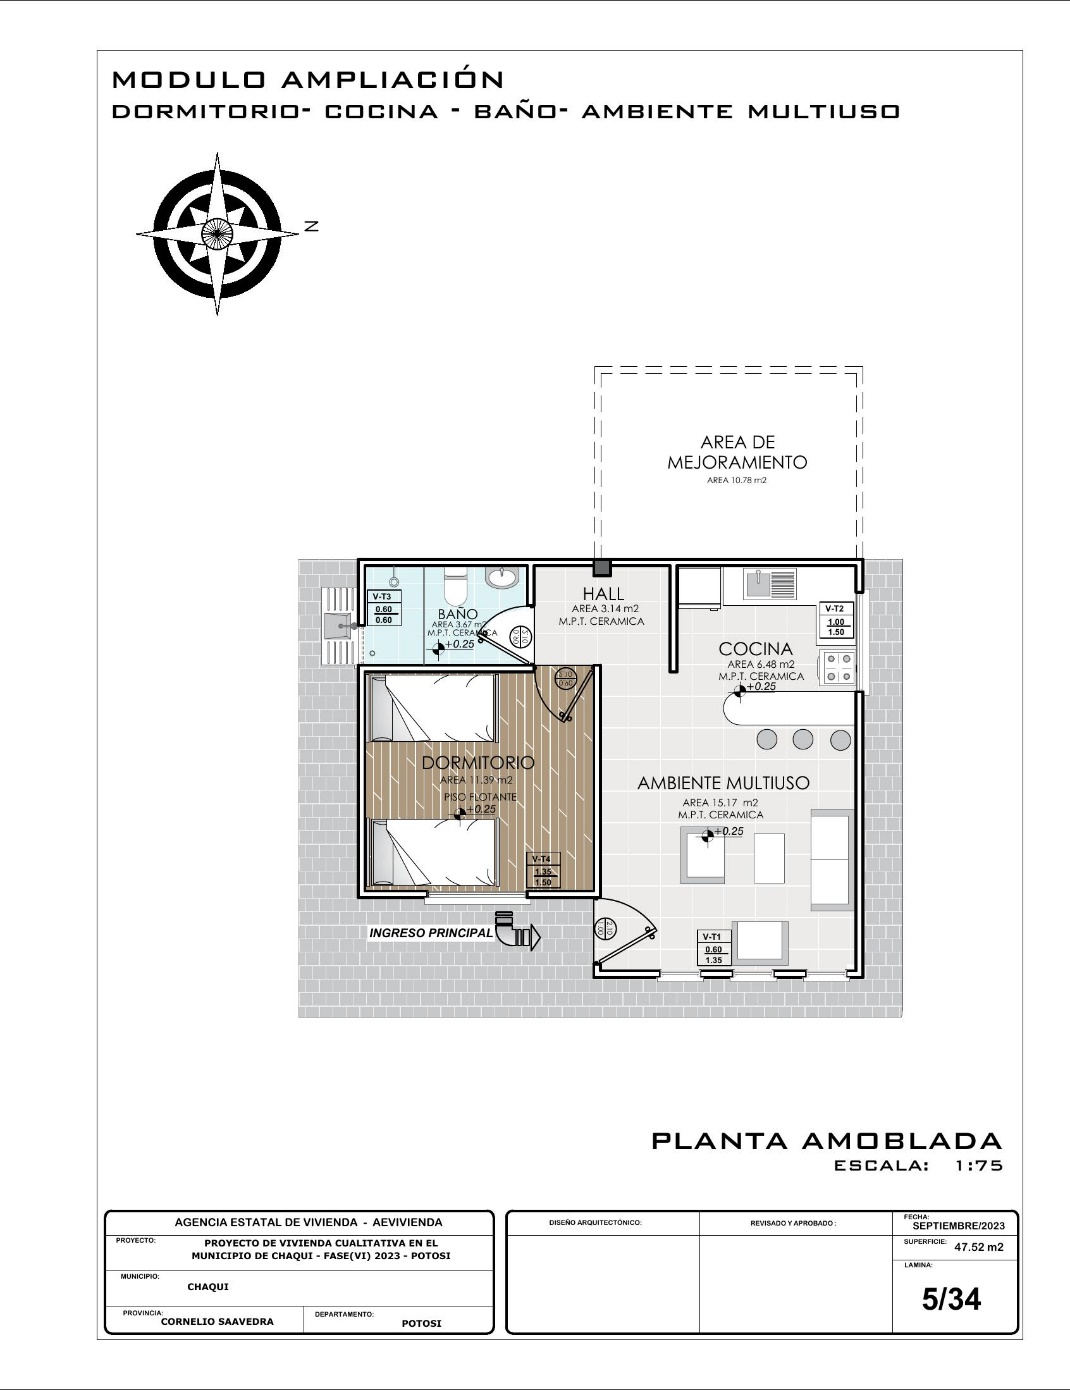 MODULO AMPLIACIÓN
DORMITORIO- COCINA - BAÑO- AMBIENTE MULTIUSO
N
AREA DE
MEJORAMIENTO
AREA 10.78 m2
V-T3
0.60
0.60
BAÑO
AREA 3.67 m2
M.P.T. CERAMICA
+0.25
HALL
AREA 3.14 m2
M.P.T. CERAMICA
V-T2
1.00
1.50
COCINA
AREA 6.48 m2
M.P.T. CERAMICA
+0.25
DORMITORIO
AREA 11.39 m2
PISO FLOTANTE
+0.25
V-T4
1.35
1.50
AMBIENTE MULTIUSO
AREA 15.17 m2
M.P.T. CERAMICA
+0.25
INGRESO PRINCIPAL
2.10
1.00
V-T1
0.60
1.35
PLANTA AMOBLADA
ESCALA: 1:75
AGENCIA ESTATAL DE VIVIENDA - AEVIVIENDA
PROYECTO: PROYECTO DE VIVIENDA CUALITATIVA EN EL
MUNICIPIO DE CHAQUI - FASE(VI) 2023 - POTOSI
MUNICIPIO:
CHAQUI
PROVINCIA: CORNELIO SAAVEDRA
DEPARTAMENTO: POTOSI
DISEÑO ARQUITECTÓNICO:
REVISADO Y APROBADO :
FECHA:
SEPTIEMBRE/2023
SUPERFICIE: 47.52 m2
LAMINA:
5/34